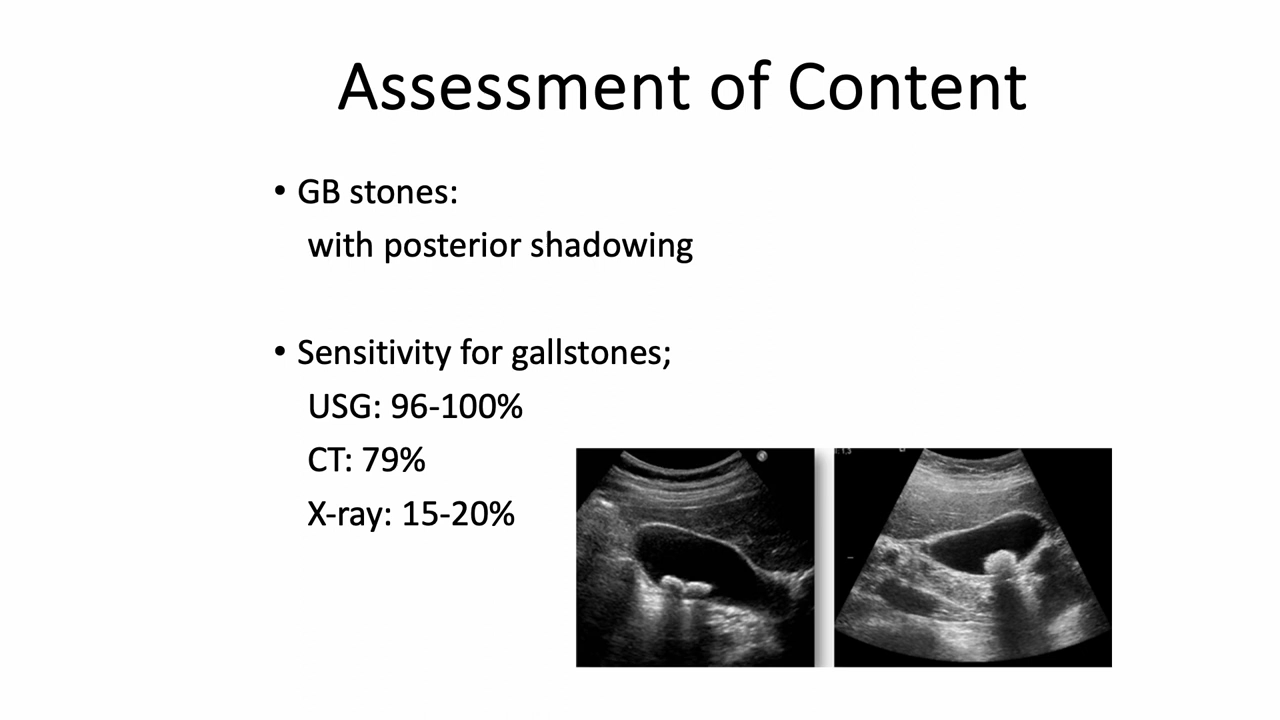 Assessment of Content
• GB stones:
with posterior shadowing
• Sensitivity for gallstones;
USG: 96-100%
CT: 79%
X-ray: 15-20%